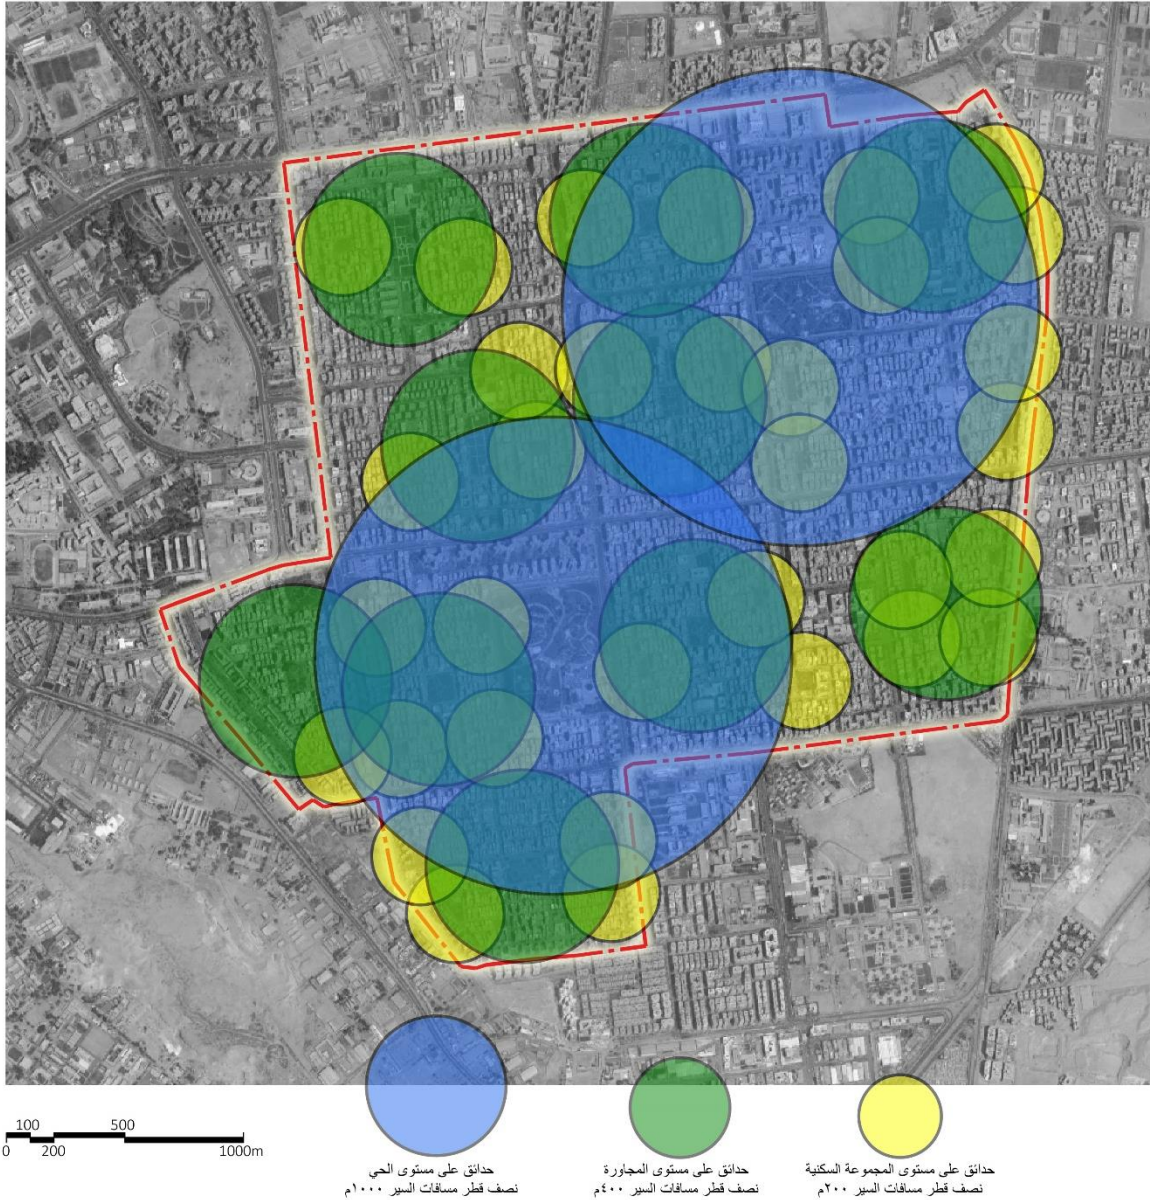 100 500
0 200 1000m
حدائق على مستوى الحي
نصف قطر مسافات السير ١٠٠٠م
حدائق على مستوى المجاورة
نصف قطر مسافات السير ٤٠٠م
حدائق على مستوى المجموعة السكنية
نصف قطر مسافات السير ٢٠٠م